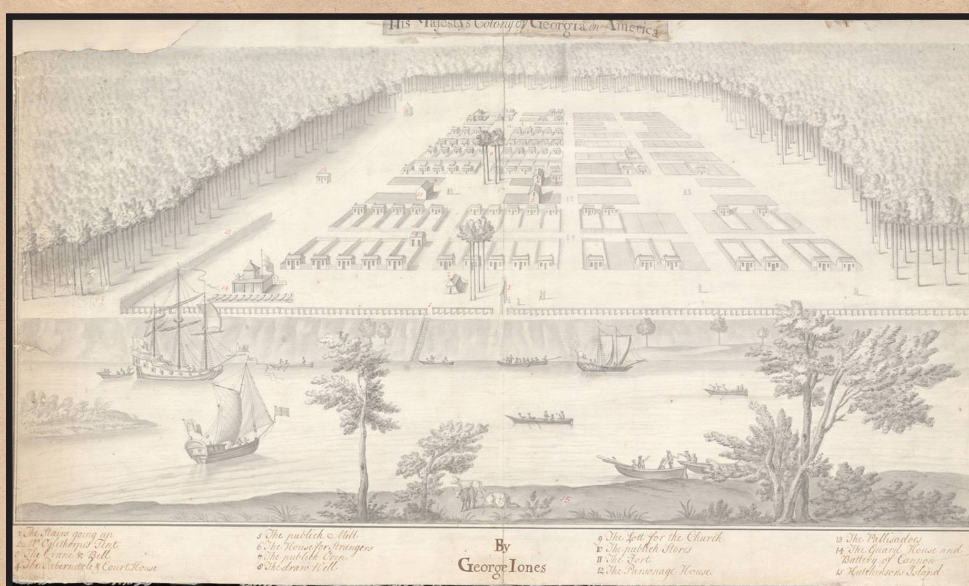 His Majestys Colony of Georgia in America
1 The Stairs going up
2 Mr Oglethorpes Tent
3 The Crane & Bell
4 The Tabernacle & Court House
5 The publick Mill
6 The House for Strangers
7 The publick Oven
8 The draw Well
By
George Iones
9 The Lott for the Church
10 The publick Stores
11 The Fort
12 The Parsonage House
13 The Pallisadoes
14 The Guard House and
Battery of Cannon
15 Hutchinsons Island